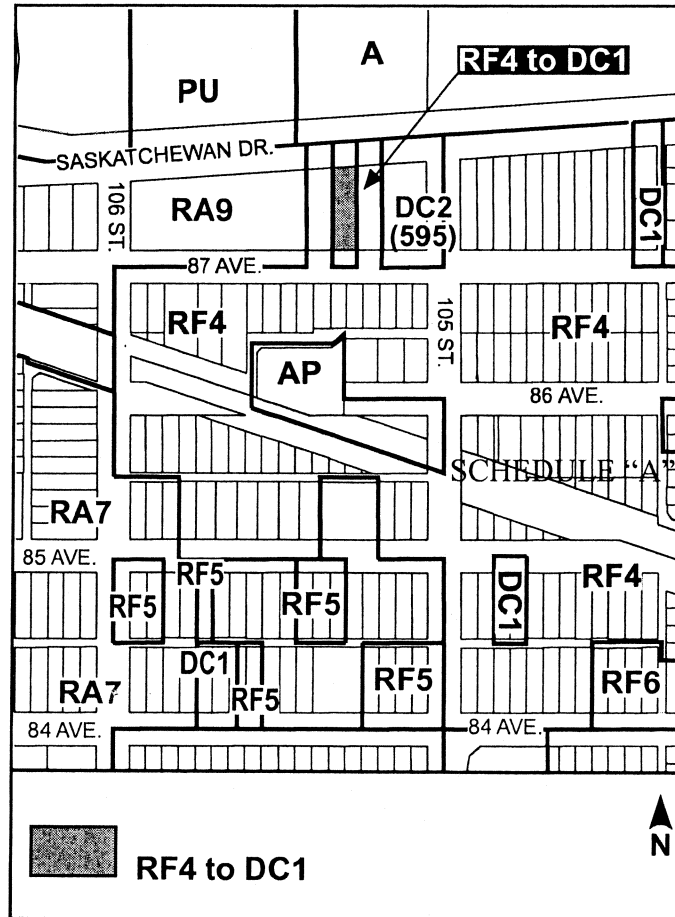 A
RF4 to DC1
PU
SASKATCHEWAN DR.
106 ST.
RA9
DC2
(595)
DC1
87 AVE.
RF4
105 ST.
RF4
AP
86 AVE.
SCHEDULE “A”
RA7
85 AVE.
RF5
RF5
RF5
DC1
RF4
DC1
RA7
RF5
RF5
RF6
84 AVE.
84 AVE.
N
RF4 to DC1